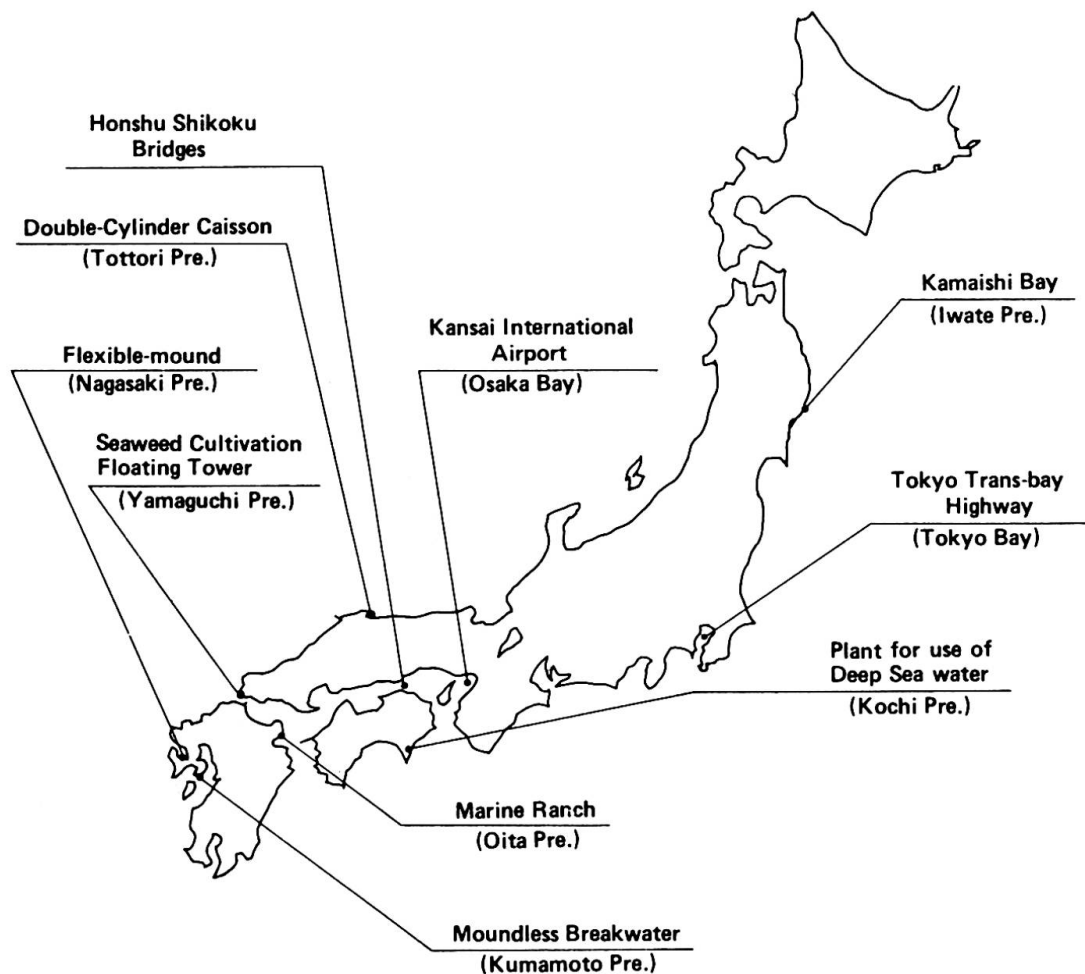 Honshu Shikoku
Bridges
Double-Cylinder Caisson
(Tottori Pre.)
Flexible-mound
(Nagasaki Pre.)
Seaweed Cultivation
Floating Tower
(Yamaguchi Pre.)
Kansai International
Airport
(Osaka Bay)
Kamaishi Bay
(Iwate Pre.)
Tokyo Trans-bay
Highway
(Tokyo Bay)
Plant for use of
Deep Sea water
(Kochi Pre.)
Marine Ranch
(Oita Pre.)
Moundless Breakwater
(Kumamoto Pre.)